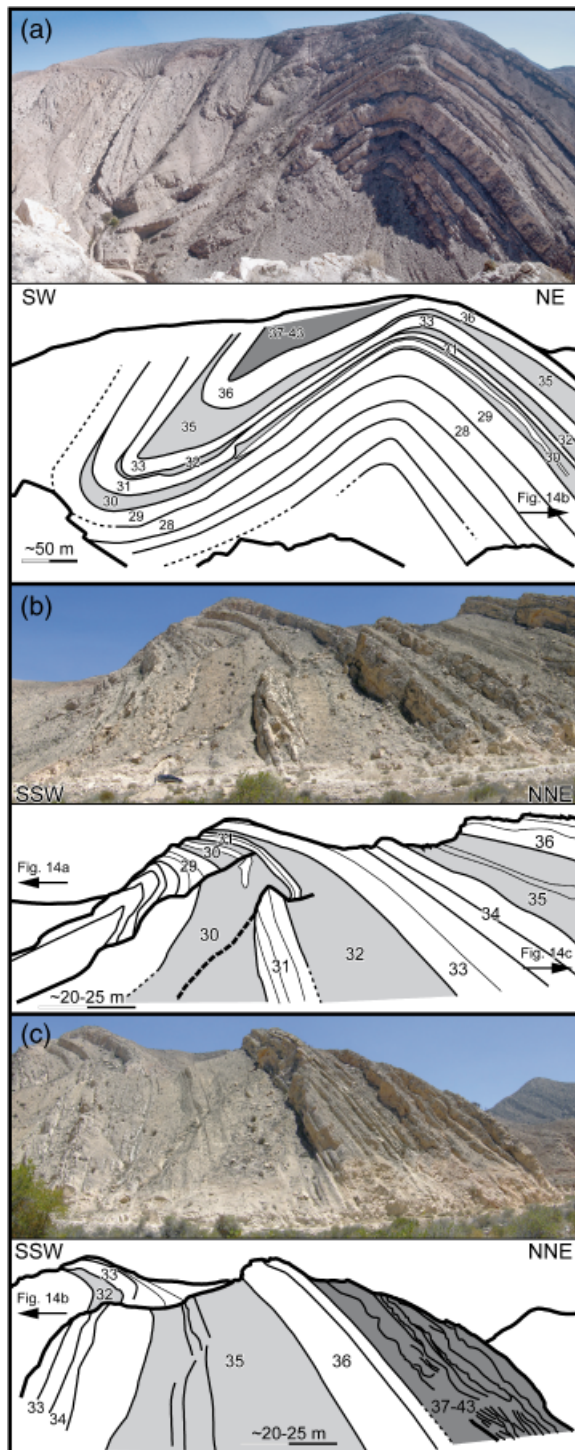 (a)
SW NE
33 36
37-43
31
36 35
35 29
28 32
33 32 30
31
30
29 28
Fig. 14b
~50 m
(b)
SSW NNE
31
30 36
29
Fig. 14a
35
30 34
32
31 33
Fig. 14c
~20-25 m
(c)
SSW NNE
33
Fig. 14b
32
35 36
33
34 37-43
~20-25 m